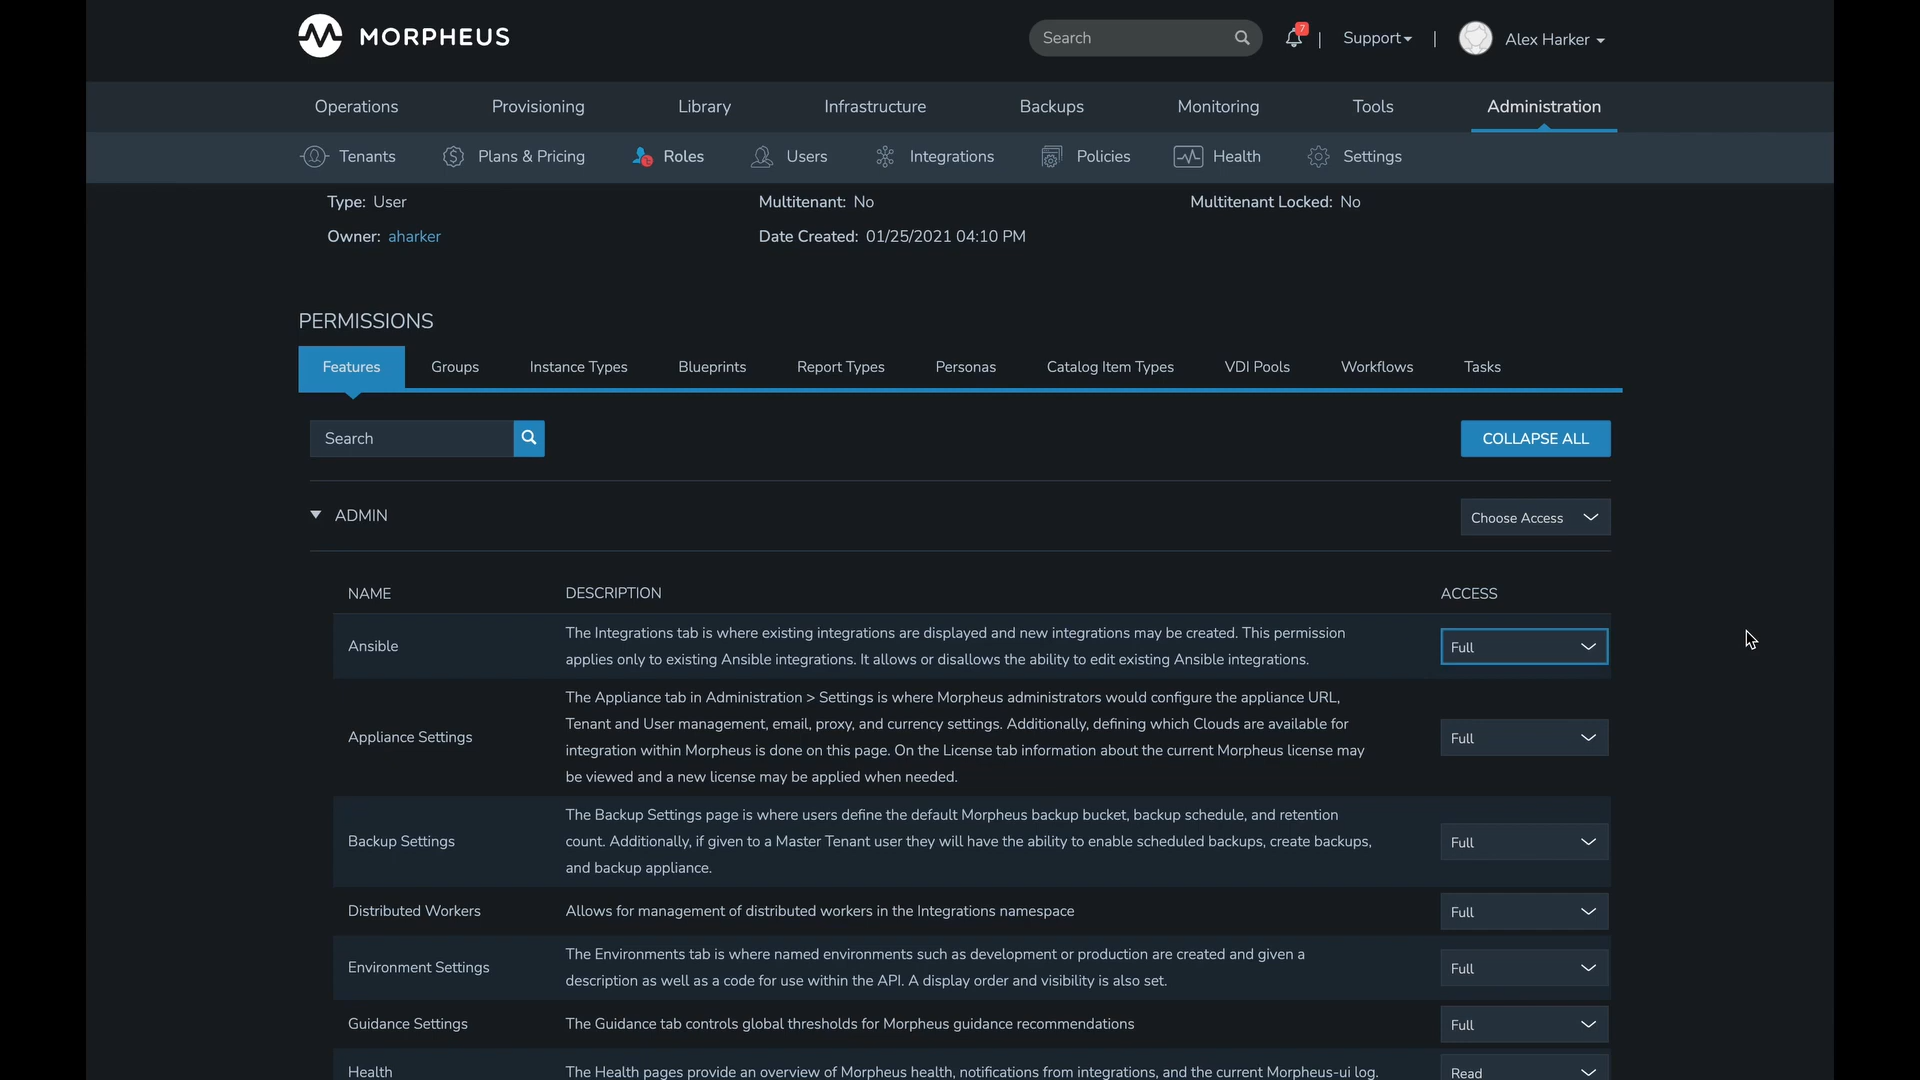 MORPHEUS
Search
7
Support
Alex Harker
Operations
Provisioning
Library
Infrastructure
Backups
Monitoring
Tools
Administration
Tenants
Plans & Pricing
Roles
Users
Integrations
Policies
Health
Settings
Type: User
Multitenant: No
Multitenant Locked: No
Owner: aharker
Date Created: 01/25/2021 04:10 PM
PERMISSIONS
Features
Groups
Instance Types
Blueprints
Report Types
Personas
Catalog Item Types
VDI Pools
Workflows
Tasks
Search
COLLAPSE ALL
ADMIN
Choose Access
NAME
DESCRIPTION
ACCESS
Ansible
The Integrations tab is where existing integrations are displayed and new integrations may be created. This permission
applies only to existing Ansible integrations. It allows or disallows the ability to edit existing Ansible integrations.
Full
Appliance Settings
The Appliance tab in Administration > Settings is where Morpheus administrators would configure the appliance URL,
Tenant and User management, email, proxy, and currency settings. Additionally, defining which Clouds are available for
integration within Morpheus is done on this page. On the License tab information about the current Morpheus license may
be viewed and a new license may be applied when needed.
Full
Backup Settings
The Backup Settings page is where users define the default Morpheus backup bucket, backup schedule, and retention
count. Additionally, if given to a Master Tenant user they will have the ability to enable scheduled backups, create backups,
and backup appliance.
Full
Distributed Workers
Allows for management of distributed workers in the Integrations namespace
Full
Environment Settings
The Environments tab is where named environments such as development or production are created and given a
description as well as a code for use within the API. A display order and visibility is also set.
Full
Guidance Settings
The Guidance tab controls global thresholds for Morpheus guidance recommendations
Full
Health
The Health pages provide an overview of Morpheus health, notifications from integrations, and the current Morpheus-ui log.
Read